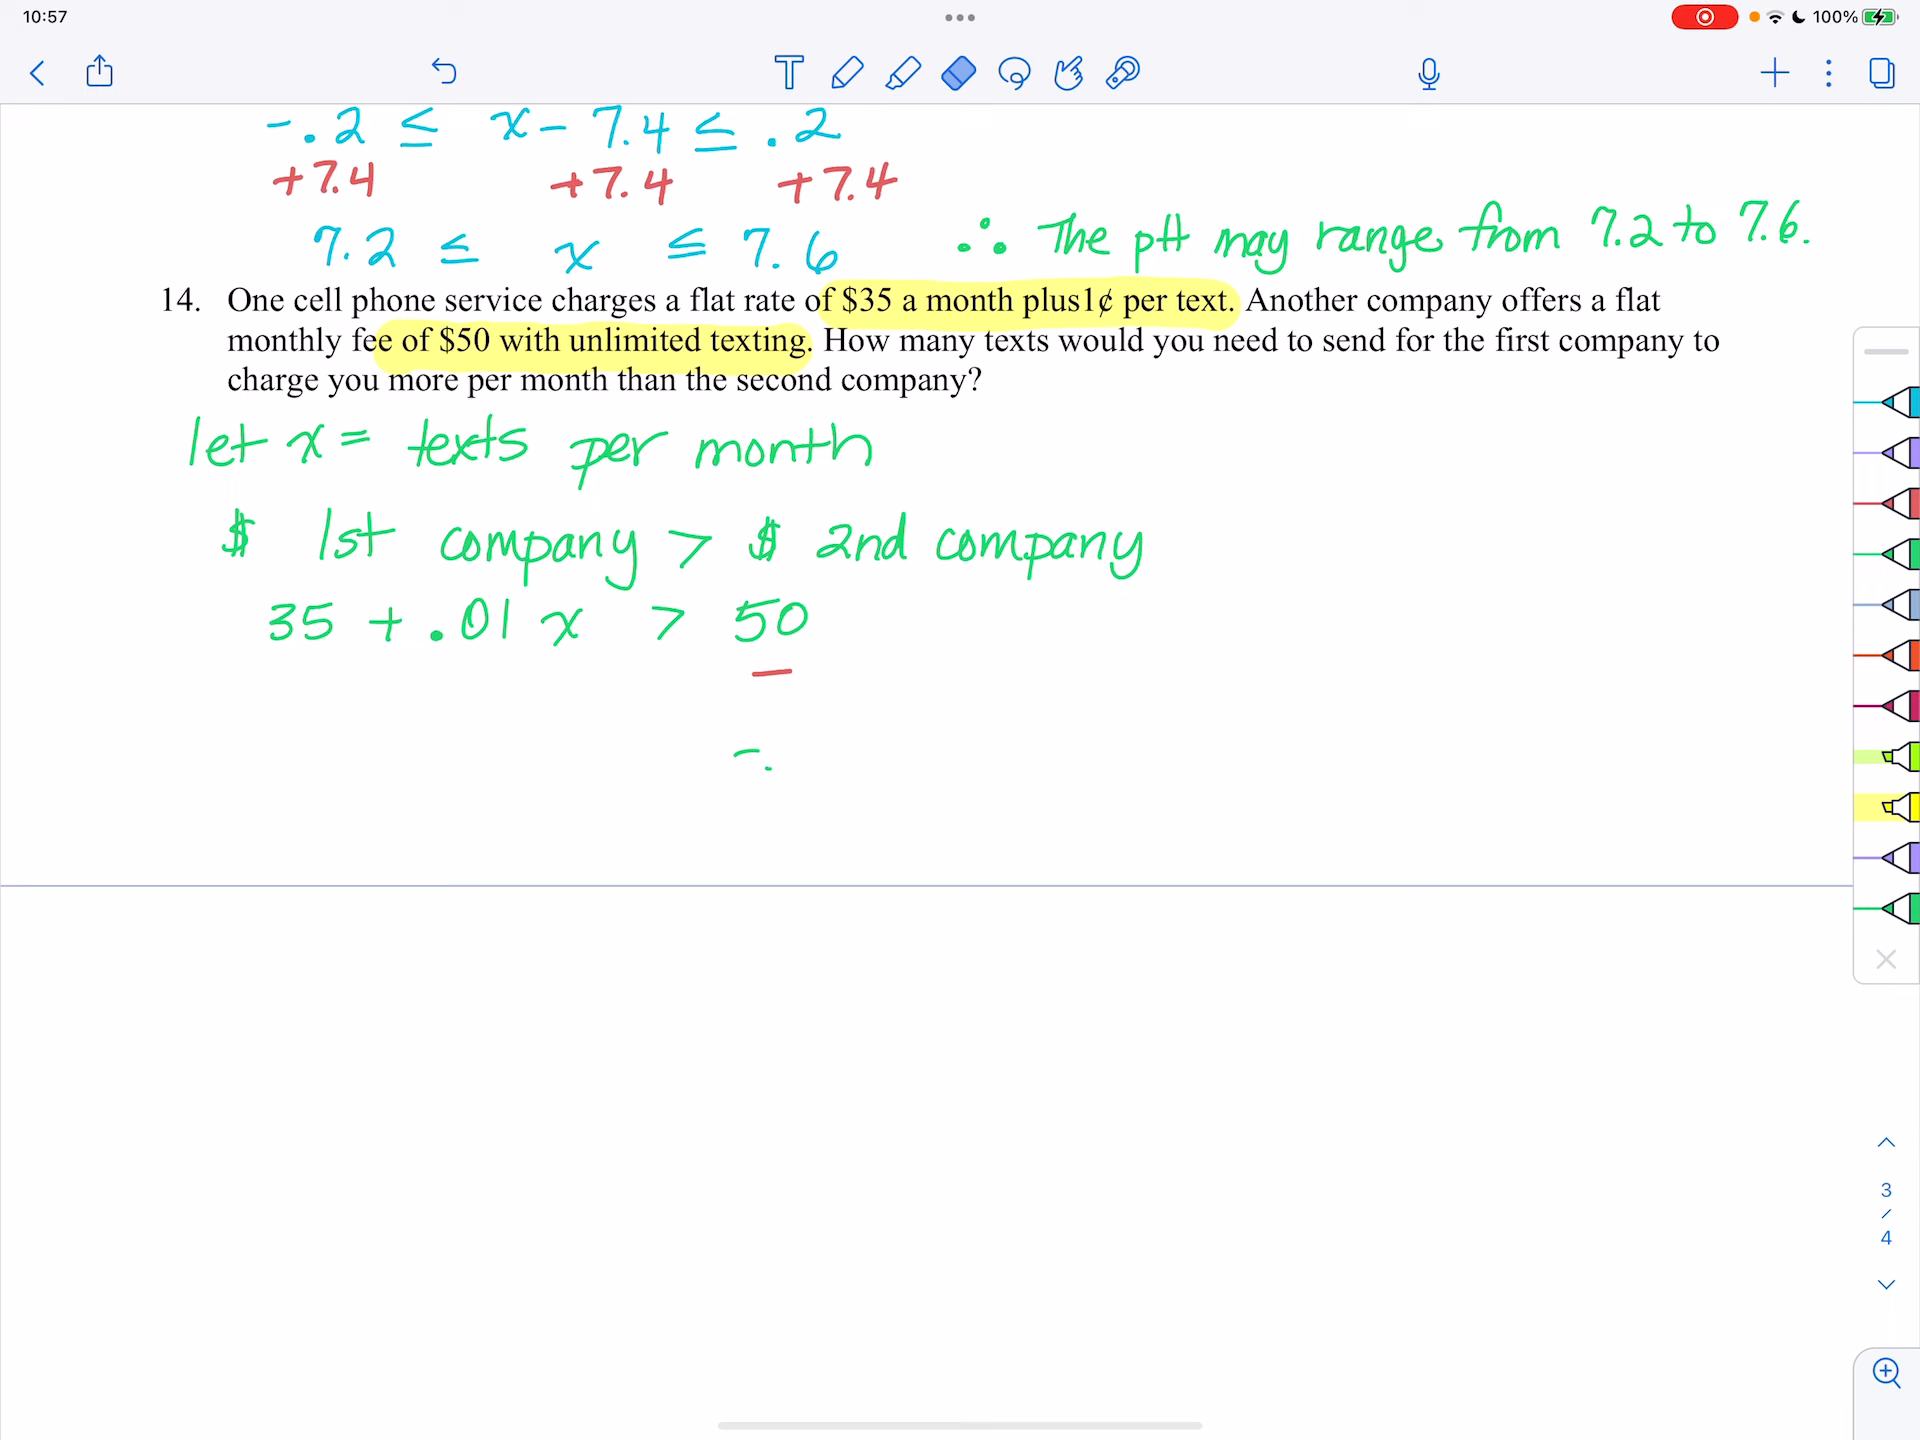 10:57
100%
-.2 ≤ x - 7.4 ≤ .2
+7.4 +7.4 +7.4
7.2 ≤ x ≤ 7.6 ∴ The pH may range from 7.2 to 7.6.
14. One cell phone service charges a flat rate of $35 a month plus1¢ per text. Another company offers a flat
monthly fee of $50 with unlimited texting. How many texts would you need to send for the first company to
charge you more per month than the second company?
let x = texts per month
$ 1st company > $ 2nd company
35 + .01 x > 50
3
/
4